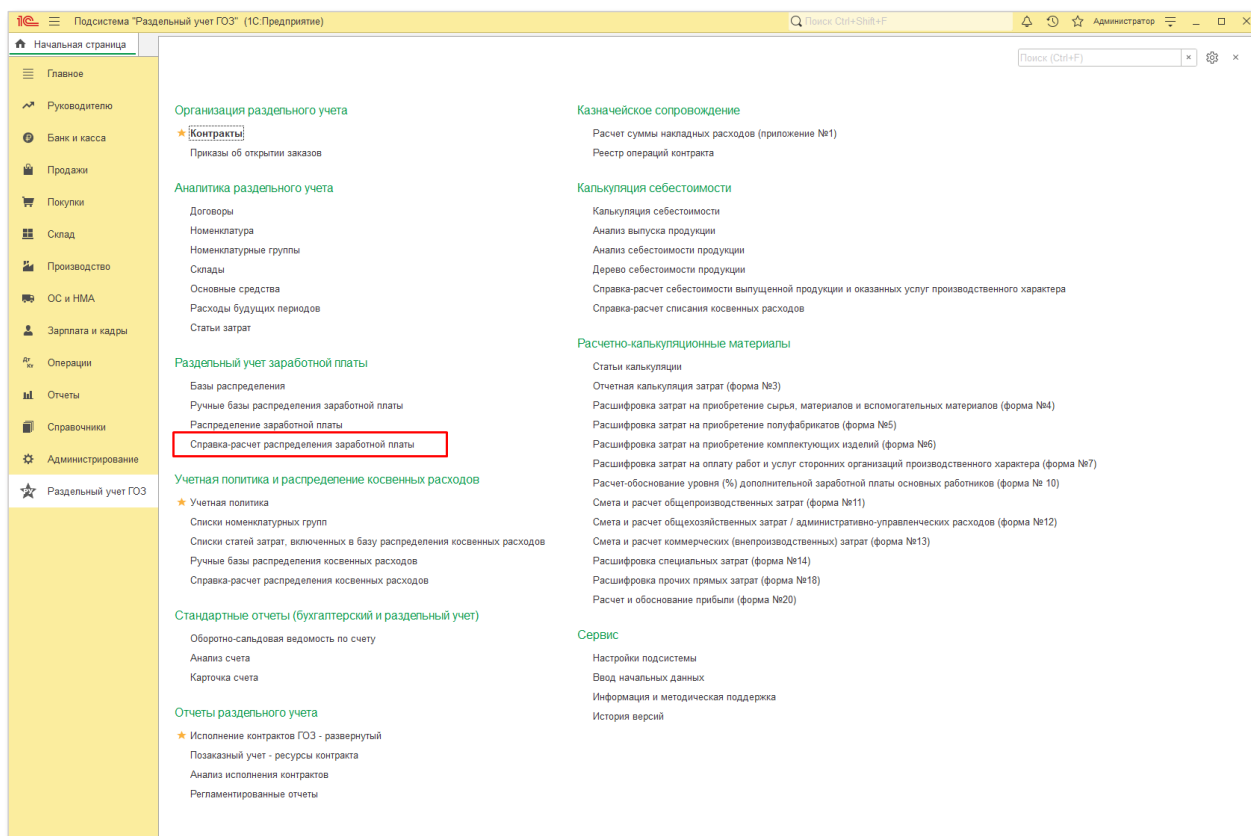 Подсистема "Раздельный учет ГОЗ" (1С:Предприятие)
Поиск Ctrl+Shift+F
Администратор
Начальная страница
Поиск (Ctrl+F)
Главное
Руководителю
Банк и касса
Продажи
Покупки
Склад
Производство
ОС и НМА
Зарплата и кадры
Операции
Отчеты
Справочники
Администрирование
Раздельный учет ГОЗ
Организация раздельного учета
Контракты
Приказы об открытии заказов
Аналитика раздельного учета
Договоры
Номенклатура
Номенклатурные группы
Склады
Основные средства
Расходы будущих периодов
Статьи затрат
Раздельный учет заработной платы
Базы распределения
Ручные базы распределения заработной платы
Распределение заработной платы
Справка-расчет распределения заработной платы
Учетная политика и распределение косвенных расходов
Учетная политика
Списки номенклатурных групп
Списки статей затрат, включенных в базу распределения косвенных расходов
Ручные базы распределения косвенных расходов
Справка-расчет распределения косвенных расходов
Стандартные отчеты (бухгалтерский и раздельный учет)
Оборотно-сальдовая ведомость по счету
Анализ счета
Карточка счета
Отчеты раздельного учета
Исполнение контрактов ГОЗ - развернутый
Позаказный учет - ресурсы контракта
Анализ исполнения контрактов
Регламентированные отчеты
Казначейское сопровождение
Расчет суммы накладных расходов (приложение №1)
Реестр операций контракта
Калькуляция себестоимости
Калькуляция себестоимости
Анализ выпуска продукции
Анализ себестоимости продукции
Дерево себестоимости продукции
Справка-расчет себестоимости выпущенной продукции и оказанных услуг производственного характера
Справка-расчет списания косвенных расходов
Расчетно-калькуляционные материалы
Статьи калькуляции
Отчетная калькуляция затрат (форма №3)
Расшифровка затрат на приобретение сырья, материалов и вспомогательных материалов (форма №4)
Расшифровка затрат на приобретение полуфабрикатов (форма №5)
Расшифровка затрат на приобретение комплектующих изделий (форма №6)
Расшифровка затрат на оплату работ и услуг сторонних организаций производственного характера (форма №7)
Расчет-обоснование уровня (%) дополнительной заработной платы основных работников (форма № 10)
Смета и расчет общепроизводственных затрат (форма №11)
Смета и расчет общехозяйственных затрат / административно-управленческих расходов (форма №12)
Смета и расчет коммерческих (внепроизводственных) затрат (форма №13)
Расшифровка специальных затрат (форма №14)
Расшифровка прочих прямых затрат (форма №18)
Расчет и обоснование прибыли (форма №20)
Сервис
Настройки подсистемы
Ввод начальных данных
Информация и методическая поддержка
История версий